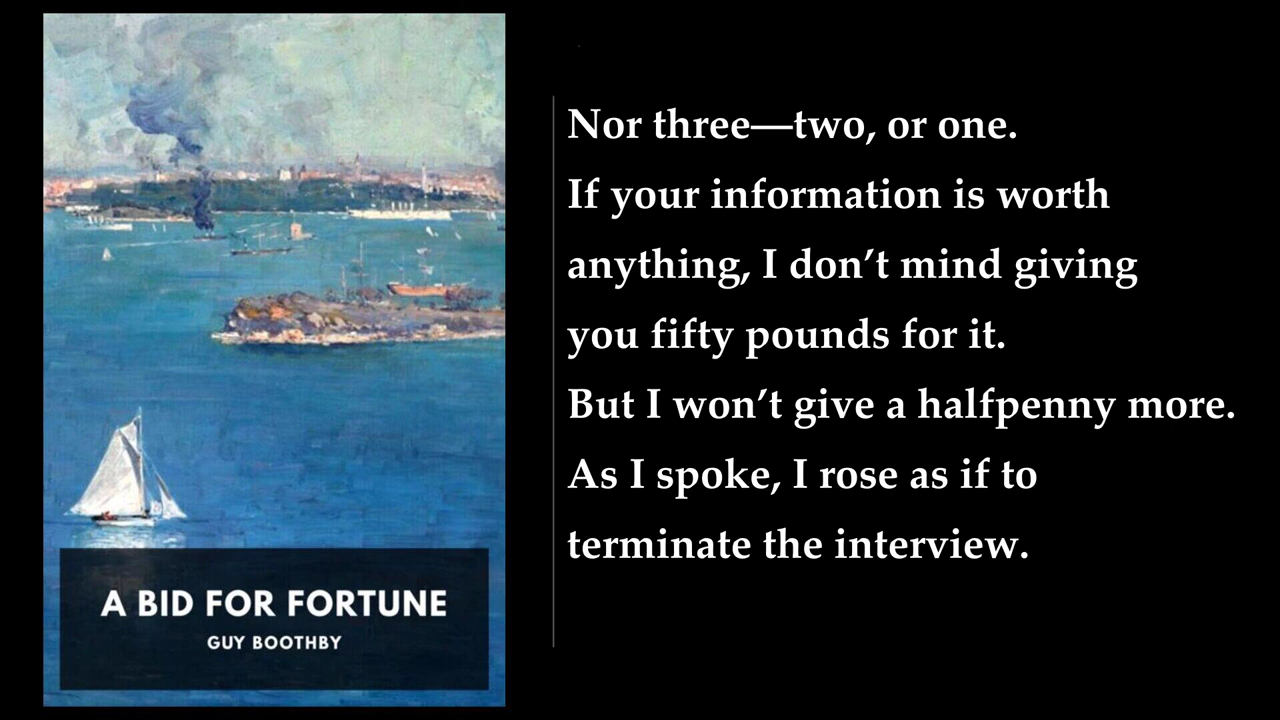 A BID FOR FORTUNE
GUY BOOTHBY
Nor three—two, or one.
If your information is worth
anything, I don’t mind giving
you fifty pounds for it.
But I won’t give a halfpenny more.
As I spoke, I rose as if to
terminate the interview.